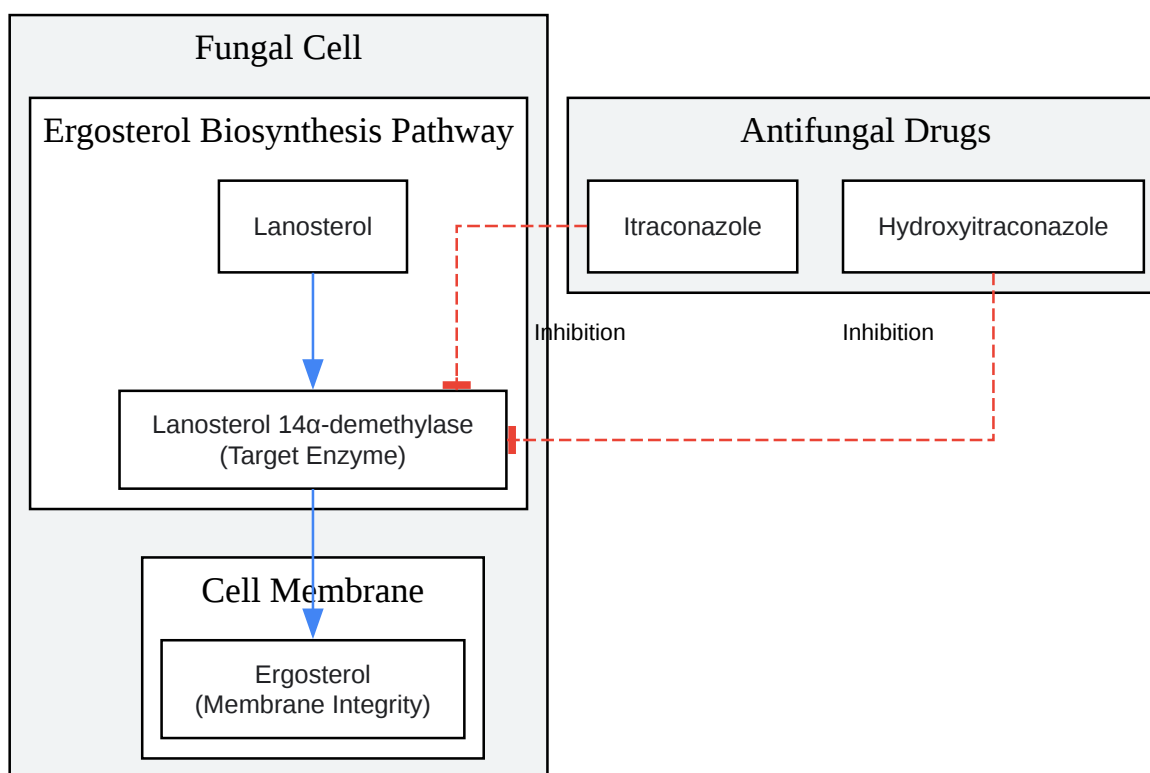 Fungal Cell
Ergosterol Biosynthesis Pathway
Lanosterol
Lanosterol 14α-demethylase
(Target Enzyme)
Cell Membrane
Ergosterol
(Membrane Integrity)
Antifungal Drugs
Itraconazole
Hydroxyitraconazole
Inhibition
Inhibition